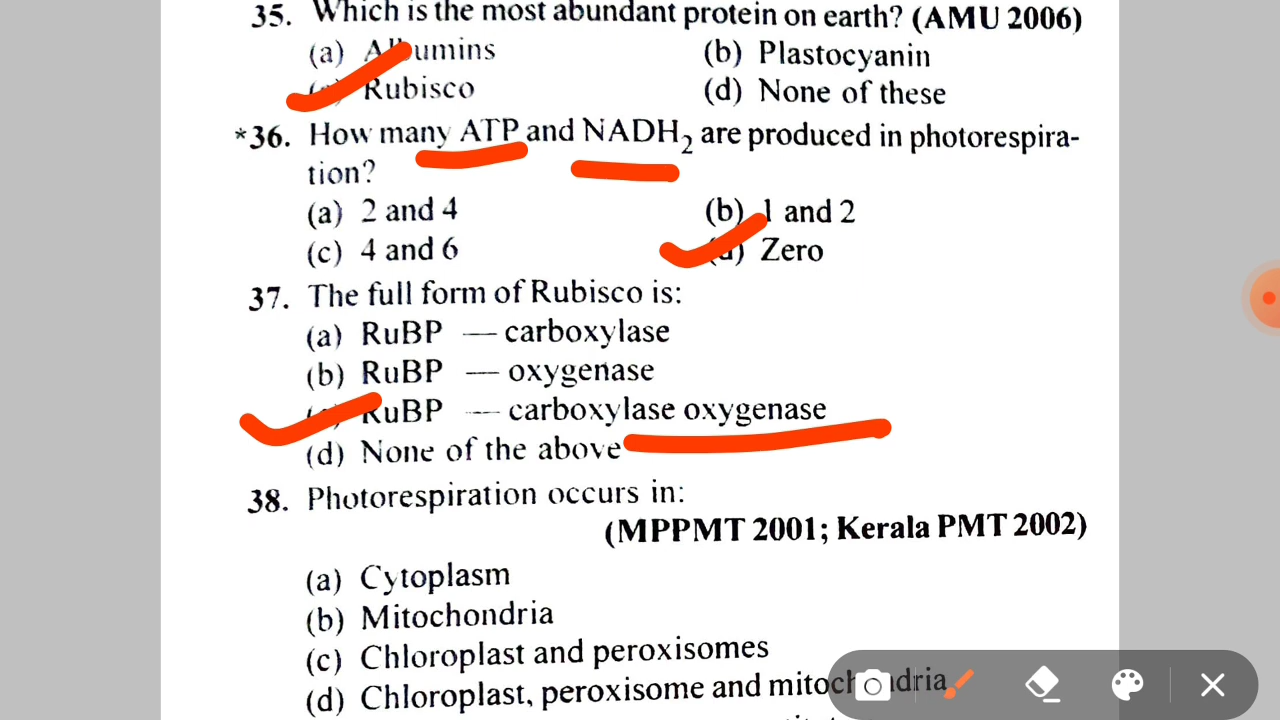 35. Which is the most abundant protein on earth? (AMU 2006)
(a) Albumins (b) Plastocyanin
Rubisco (d) None of these
*36. How many ATP and NADH₂ are produced in photorespira-
tion?
(a) 2 and 4 (b) 1 and 2
(c) 4 and 6 (d) Zero
37. The full form of Rubisco is:
(a) RuBP — carboxylase
(b) RuBP — oxygenase
RuBP — carboxylase oxygenase
(d) None of the above
38. Photorespiration occurs in:
(MPPMT 2001; Kerala PMT 2002)
(a) Cytoplasm
(b) Mitochondria
(c) Chloroplast and peroxisomes
(d) Chloroplast, peroxisome and mitochondria